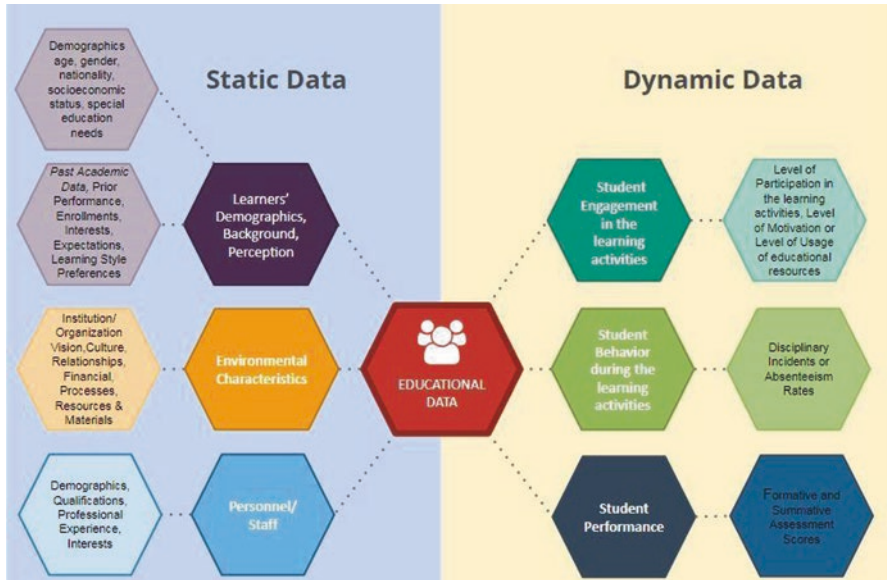 Static Data
Demographics
age, gender,
nationality,
socioeconomic
status, special
education
needs
Past Academic
Data, Prior
Performance,
Enrollments,
Interests,
Expectations,
Learning Style
Preferences
Learners'
Demographics,
Background,
Perception
Institution/
Organization
Vision,Culture,
Relationships,
Financial,
Processes,
Resources &
Materials
Environmental
Characteristics
Demographics,
Qualifications,
Professional
Experience,
Interests
Personnel/
Staff
EDUCATIONAL
DATA
Dynamic Data
Student
Engagement
in the
learning
activities
Level of
Participation in
the learning
activities, Level
of Motivation or
Level of Usage
of educational
resources
Student
Behavior
during the
learning
activities
Disciplinary
Incidents or
Absenteeism
Rates
Student
Performance
Formative and
Summative
Assessment
Scores